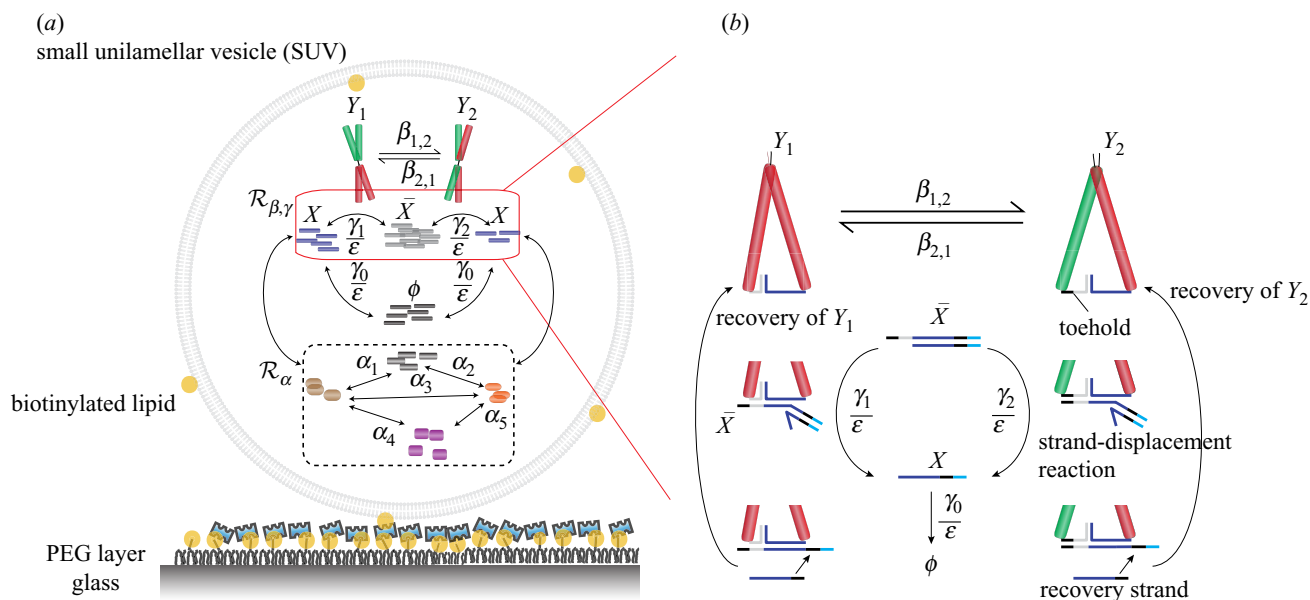 (a)
small unilamellar vesicle (SUV)
Y₁ Y₂
β₁,₂
β₂,₁
ℛβ,γ
X X̄ X
γ₁/ε γ₂/ε
γ₀/ε γ₀/ε
ϕ
ℛα
α₁ α₂
α₃
α₄ α₅
biotinylated lipid
PEG layer
glass
(b)
Y₁ Y₂
β₁,₂
β₂,₁
recovery of Y₁
recovery of Y₂
toehold
X̄
X̄
γ₁/ε γ₂/ε
strand-displacement
reaction
X
γ₀/ε
ϕ
recovery strand